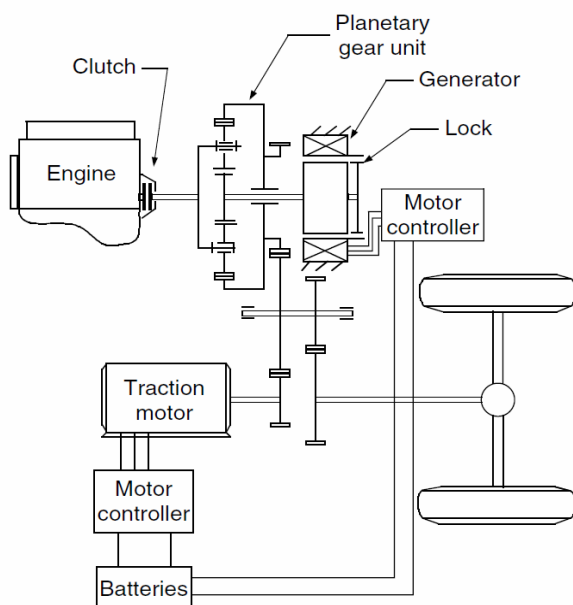 Planetary
gear unit
Clutch
Generator
Lock
Engine
Motor
controller
Traction
motor
Motor
controller
Batteries